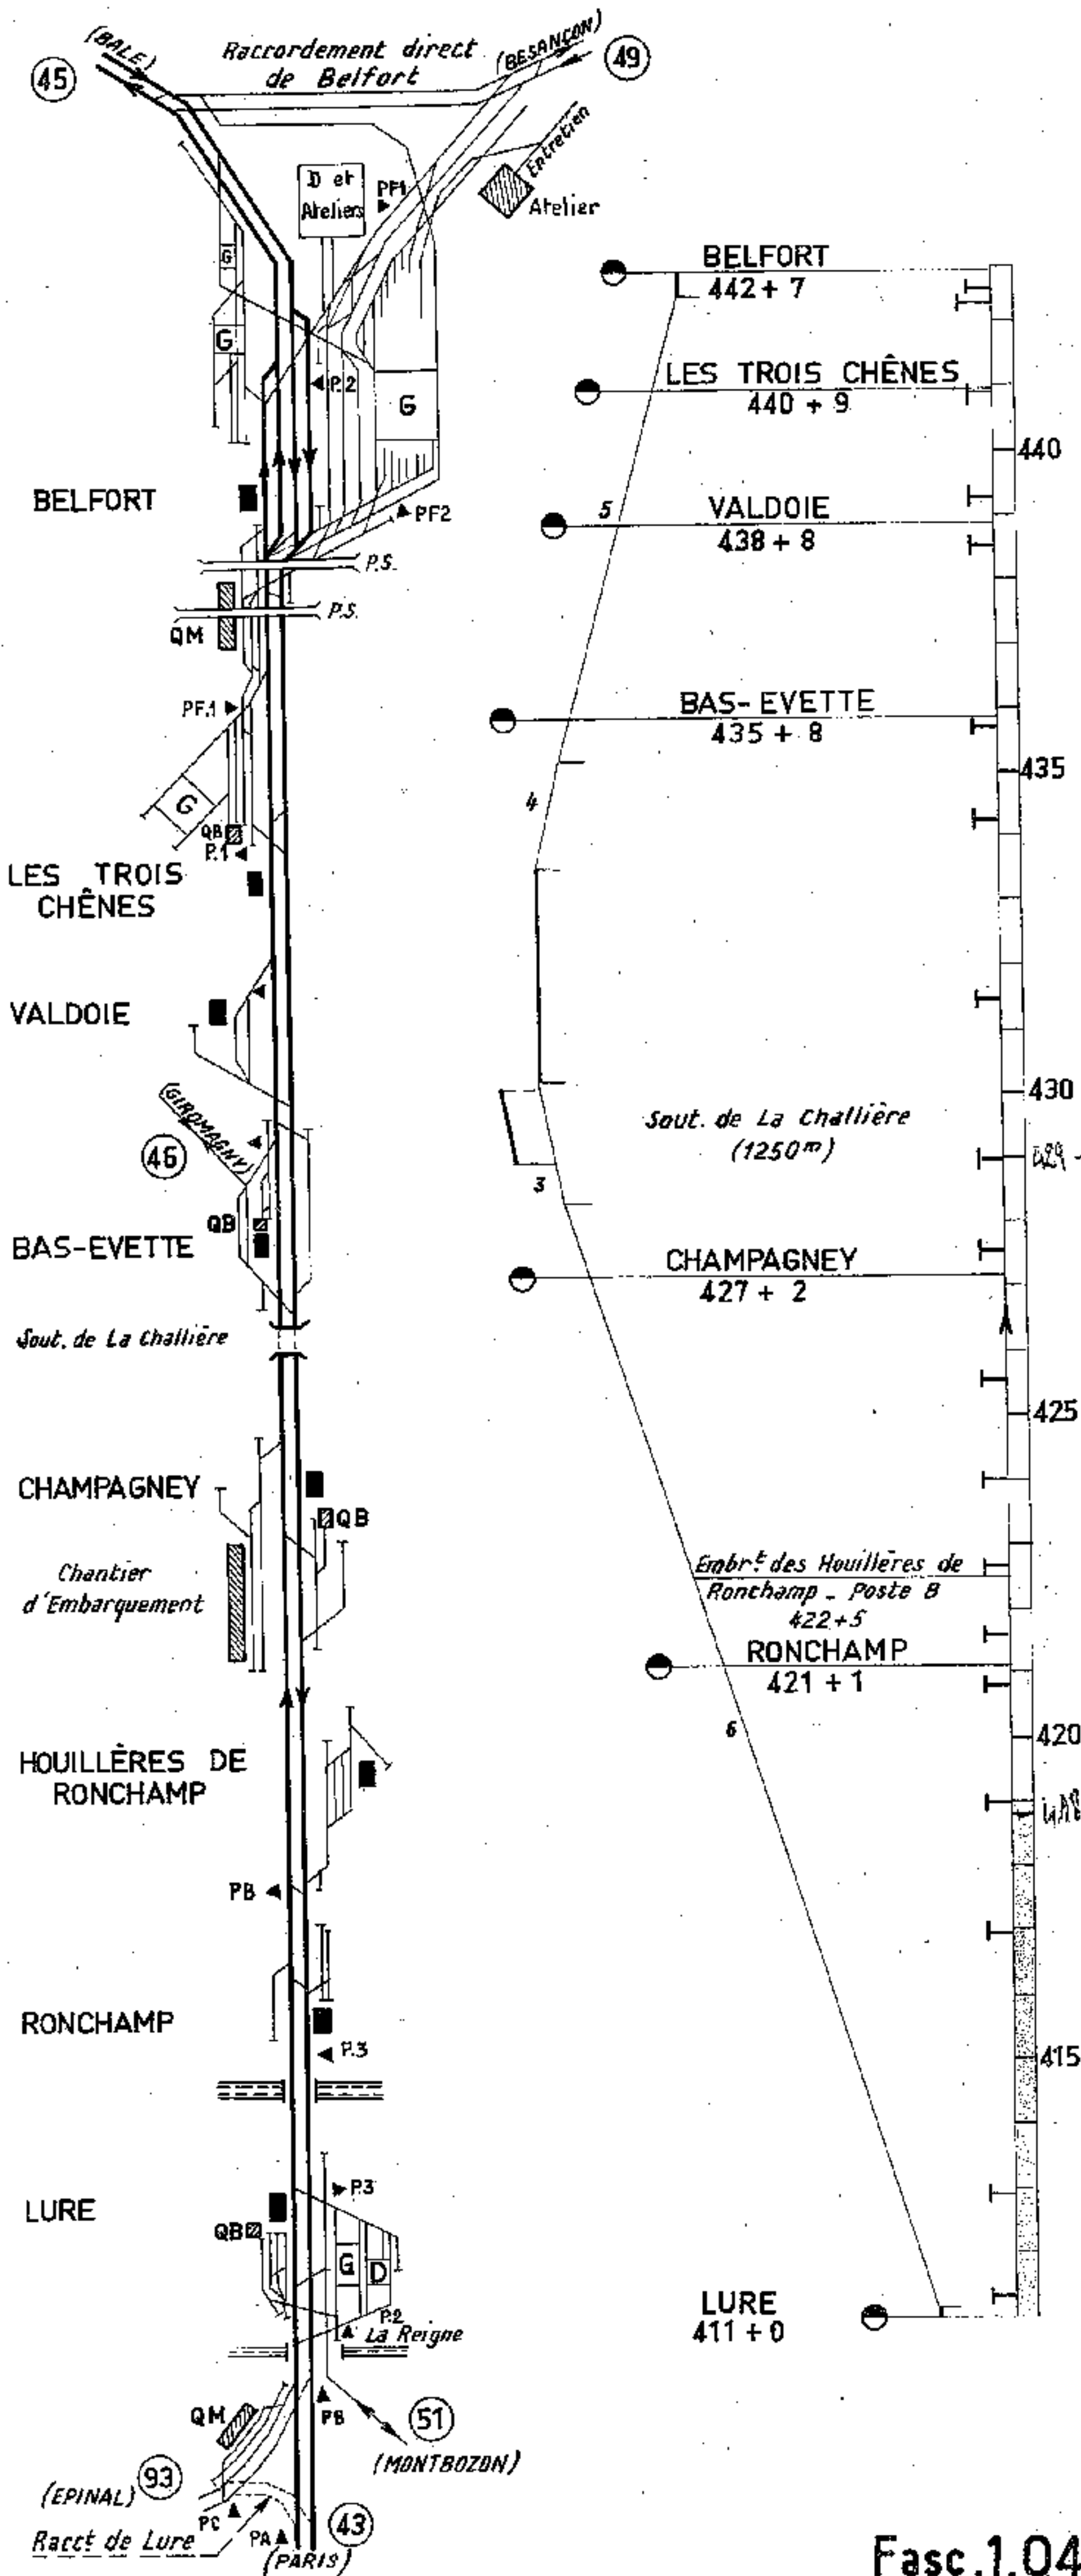 (BALE)
45
Raccordement direct
de Belfort
(BESANÇON)
49
D et
Ateliers
PF1
Entretien
Atelier
G
G
P.2
G
BELFORT
PF2
P.S.
P.S.
QM
PF.1
G
QB
P.1
LES TROIS
CHÊNES
VALDOIE
(GIROMAGNY)
46
QB
BAS-EVETTE
Sout. de La Challière
CHAMPAGNEY
QB
Chantier
d'Embarquement
HOUILLÈRES DE
RONCHAMP
PB
RONCHAMP
P.3
LURE
P.3
QB
G
D
P.2
La Reigne
QM
PB
51
(MONTBOZON)
(EPINAL)
93
PC
Racct de Lure
PA
43
(PARIS)
BELFORT
442 + 7
LES TROIS CHÊNES
440 + 9
440
5
VALDOIE
438 + 8
BAS-EVETTE
435 + 8
435
4
430
Sout. de La Challière
(1250m)
429
3
CHAMPAGNEY
427 + 2
425
Embrt des Houillères de
Ronchamp - Poste B
422+5
RONCHAMP
421 + 1
6
420
415
LURE
411 + 0
Fasc.1.04